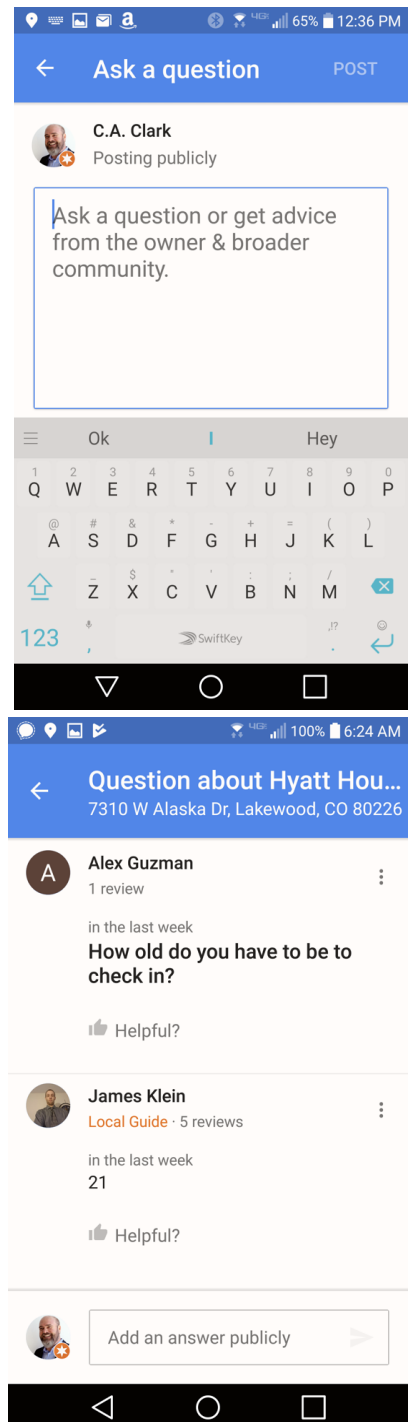 4G 65% 12:36 PM
Ask a question POST
C.A. Clark
Posting publicly
Ask a question or get advice
from the owner & broader
community.
Ok I Hey
1 2 3 4 5 6 7 8 9 0
Q W E R T Y U I O P
@ # & * - + = ( )
A S D F G H J K L
_ $ " ' : ; /
Z X C V B N M
123 , SwiftKey ,!? .
4G 100% 6:24 AM
Question about Hyatt Hou...
7310 W Alaska Dr, Lakewood, CO 80226
A
Alex Guzman
1 review
in the last week
How old do you have to be to
check in?
Helpful?
James Klein
Local Guide · 5 reviews
in the last week
21
Helpful?
Add an answer publicly